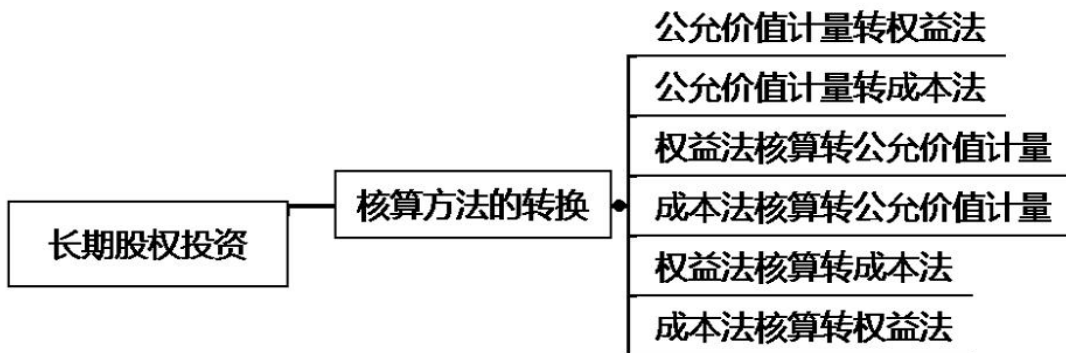 长期股权投资
核算方法的转换
公允价值计量转权益法
公允价值计量转成本法
权益法核算转公允价值计量
成本法核算转公允价值计量
权益法核算转成本法
成本法核算转权益法